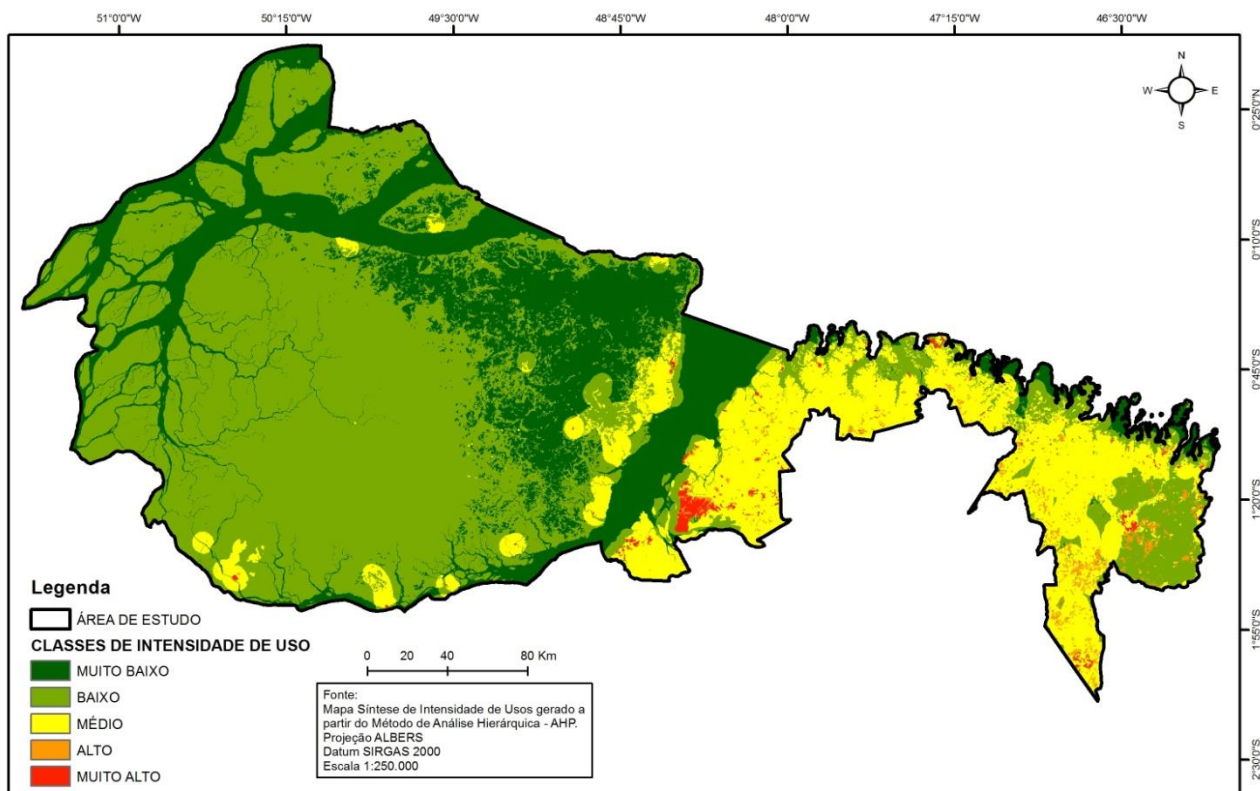 51°0'0"W 50°15'0"W 49°30'0"W 48°45'0"W 48°0'0"W 47°15'0"W 46°30'0"W
N
W E
S
0°25'0"N
0°10'0"S
0°45'0"S
1°20'0"S
1°55'0"S
2°30'0"S
Legenda
ÁREA DE ESTUDO
CLASSES DE INTENSIDADE DE USO
MUITO BAIXO
BAIXO
MÉDIO
ALTO
MUITO ALTO
0 20 40 80 Km
Fonte:
Mapa Síntese de Intensidade de Usos gerado a
partir do Método de Análise Hierárquica - AHP.
Projeção ALBERS
Datum SIRGAS 2000
Escala 1:250.000